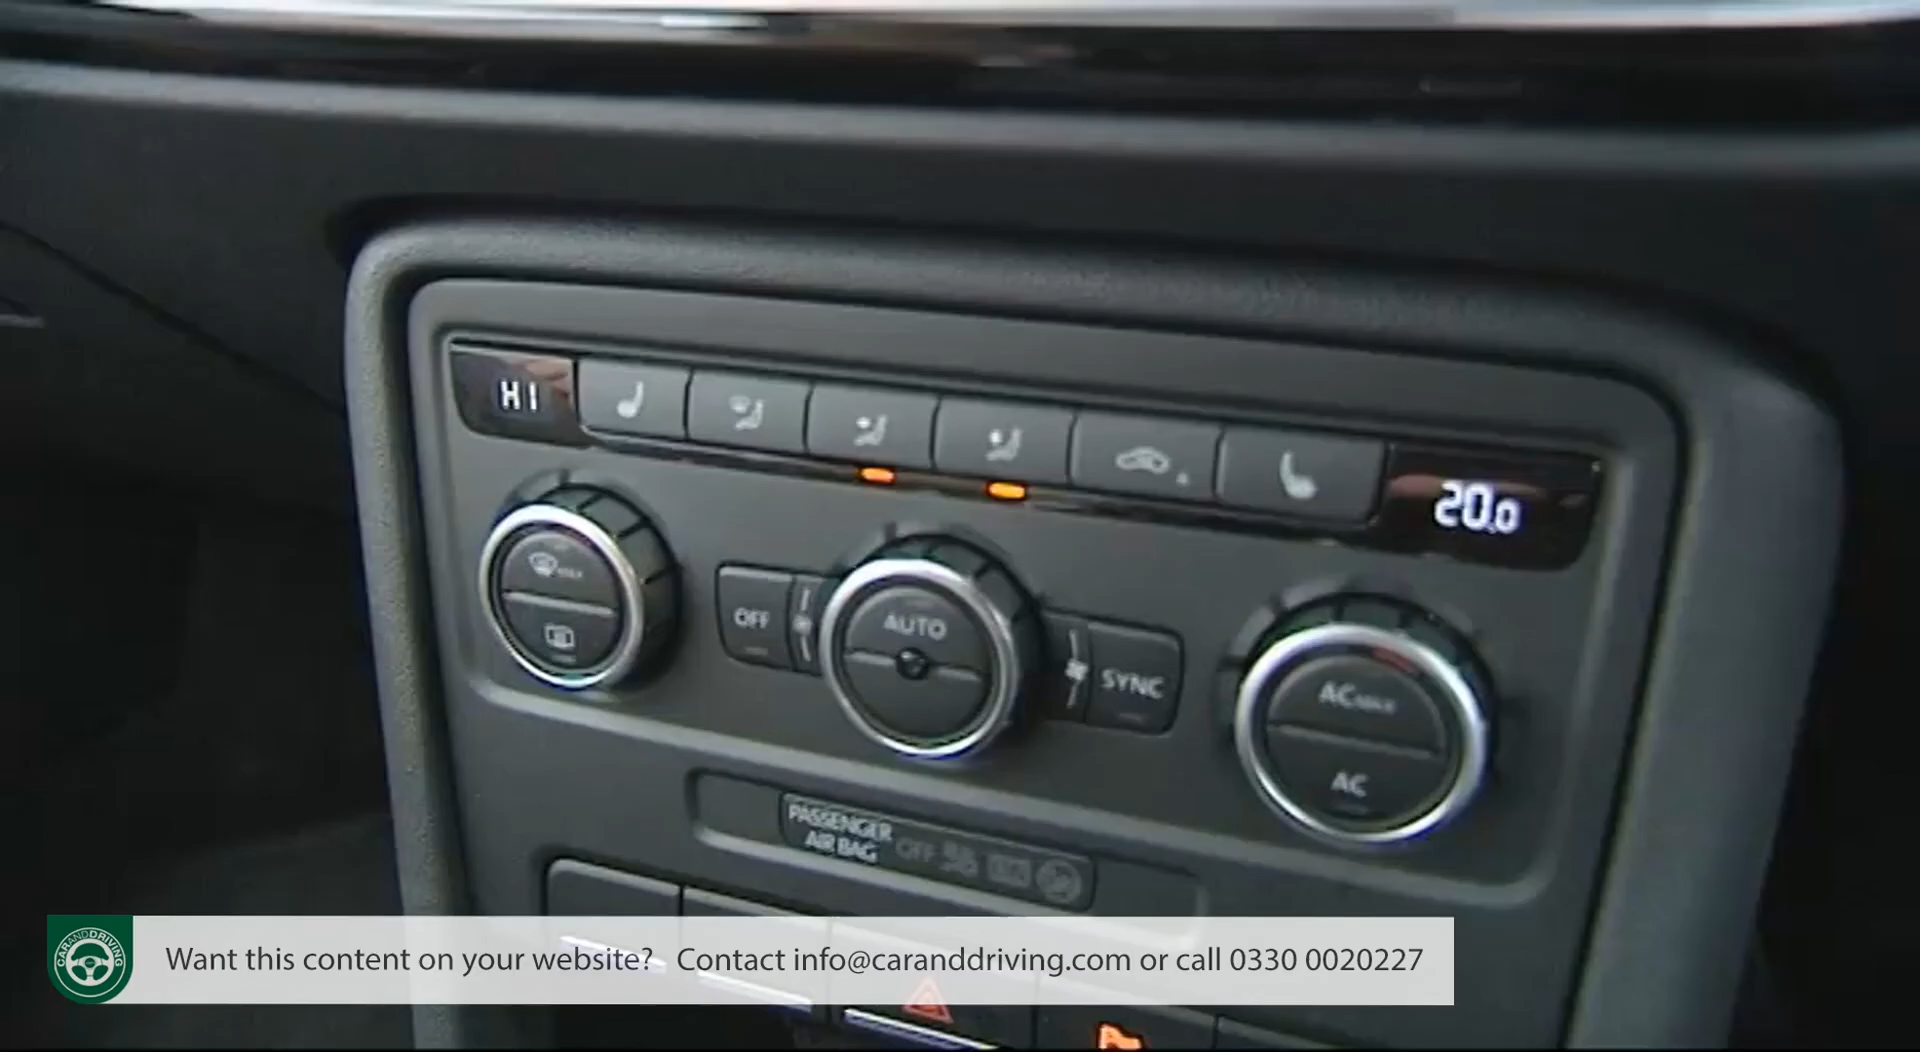 HI
20.0
OFF
AUTO
SYNC
AC MAX
AC
PASSENGER
AIR BAG
OFF
CARANDDRIVING
Want this content on your website? Contact info@caranddriving.com or call 0330 0020227